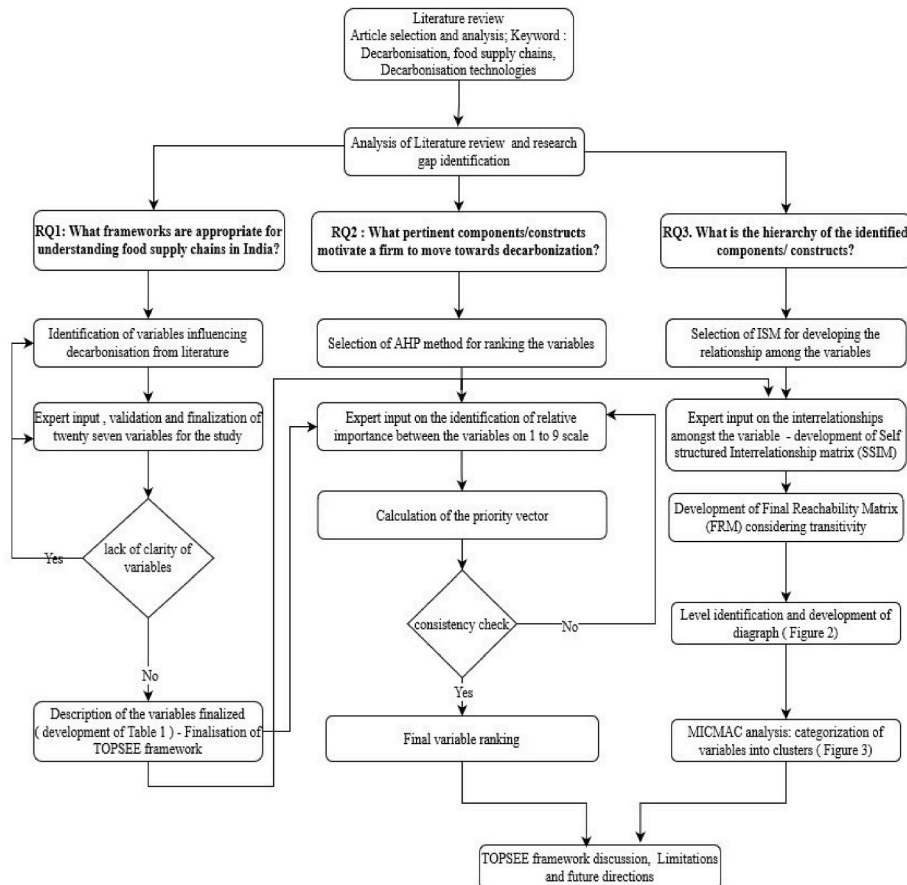 Literature review
Article selection and analysis; Keyword :
Decarbonisation, food supply chains,
Decarbonisation technologies
Analysis of Literature review and research
gap identification
RQ1: What frameworks are appropriate for
understanding food supply chains in India?
RQ2 : What pertinent components/constructs
motivate a firm to move towards decarbonization?
RQ3. What is the hierarchy of the identified
components/ constructs?
Identification of variables influencing
decarbonisation from literature
Selection of AHP method for ranking the variables
Selection of ISM for developing the
relationship among the variables
Expert input , validation and finalization of
twenty seven variables for the study
Expert input on the identification of relative
importance between the variables on 1 to 9 scale
Expert input on the interrelationships
amongst the variable - development of Self
structured Interrelationship matrix (SSIM)
Calculation of the priority vector
Development of Final Reachability Matrix
(FRM) considering transitivity
Yes
lack of clarity of
variables
consistency check
No
Level identification and development of
diagraph ( Figure 2)
No
Yes
Description of the variables finalized
( development of Table 1 ) - Finalisation of
TOPSEE framework
Final variable ranking
MICMAC analysis: categorization of
variables into clusters ( Figure 3)
TOPSEE framework discussion, Limitations
and future directions